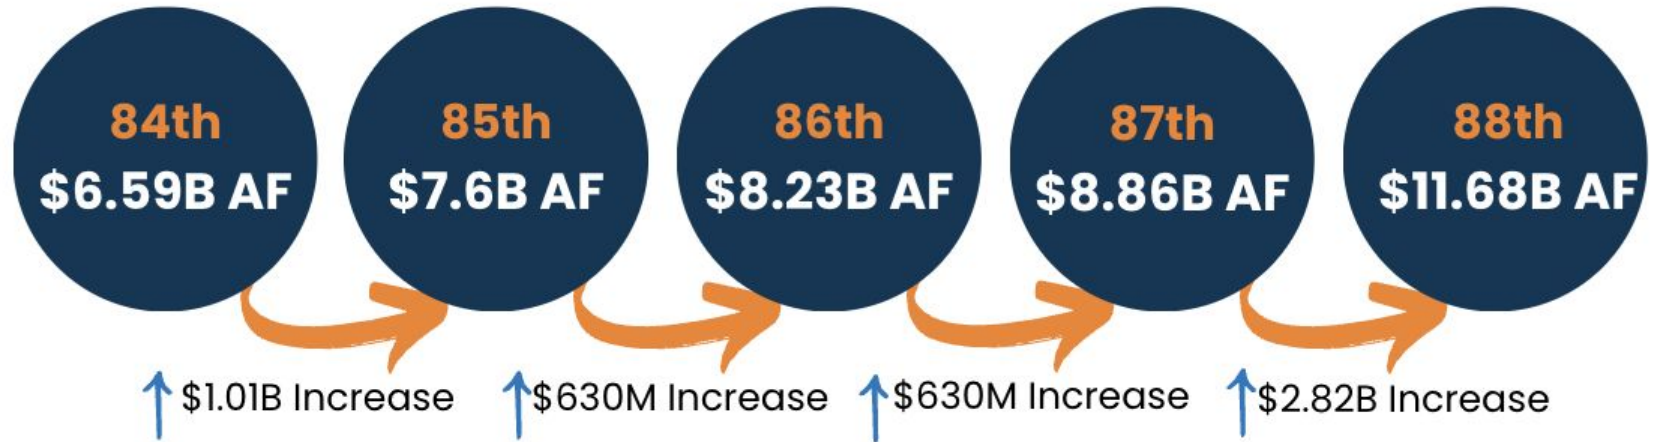 84th
$6.59B AF
85th
$7.6B AF
86th
$8.23B AF
87th
$8.86B AF
88th
$11.68B AF
$1.01B Increase
$630M Increase
$630M Increase
$2.82B Increase